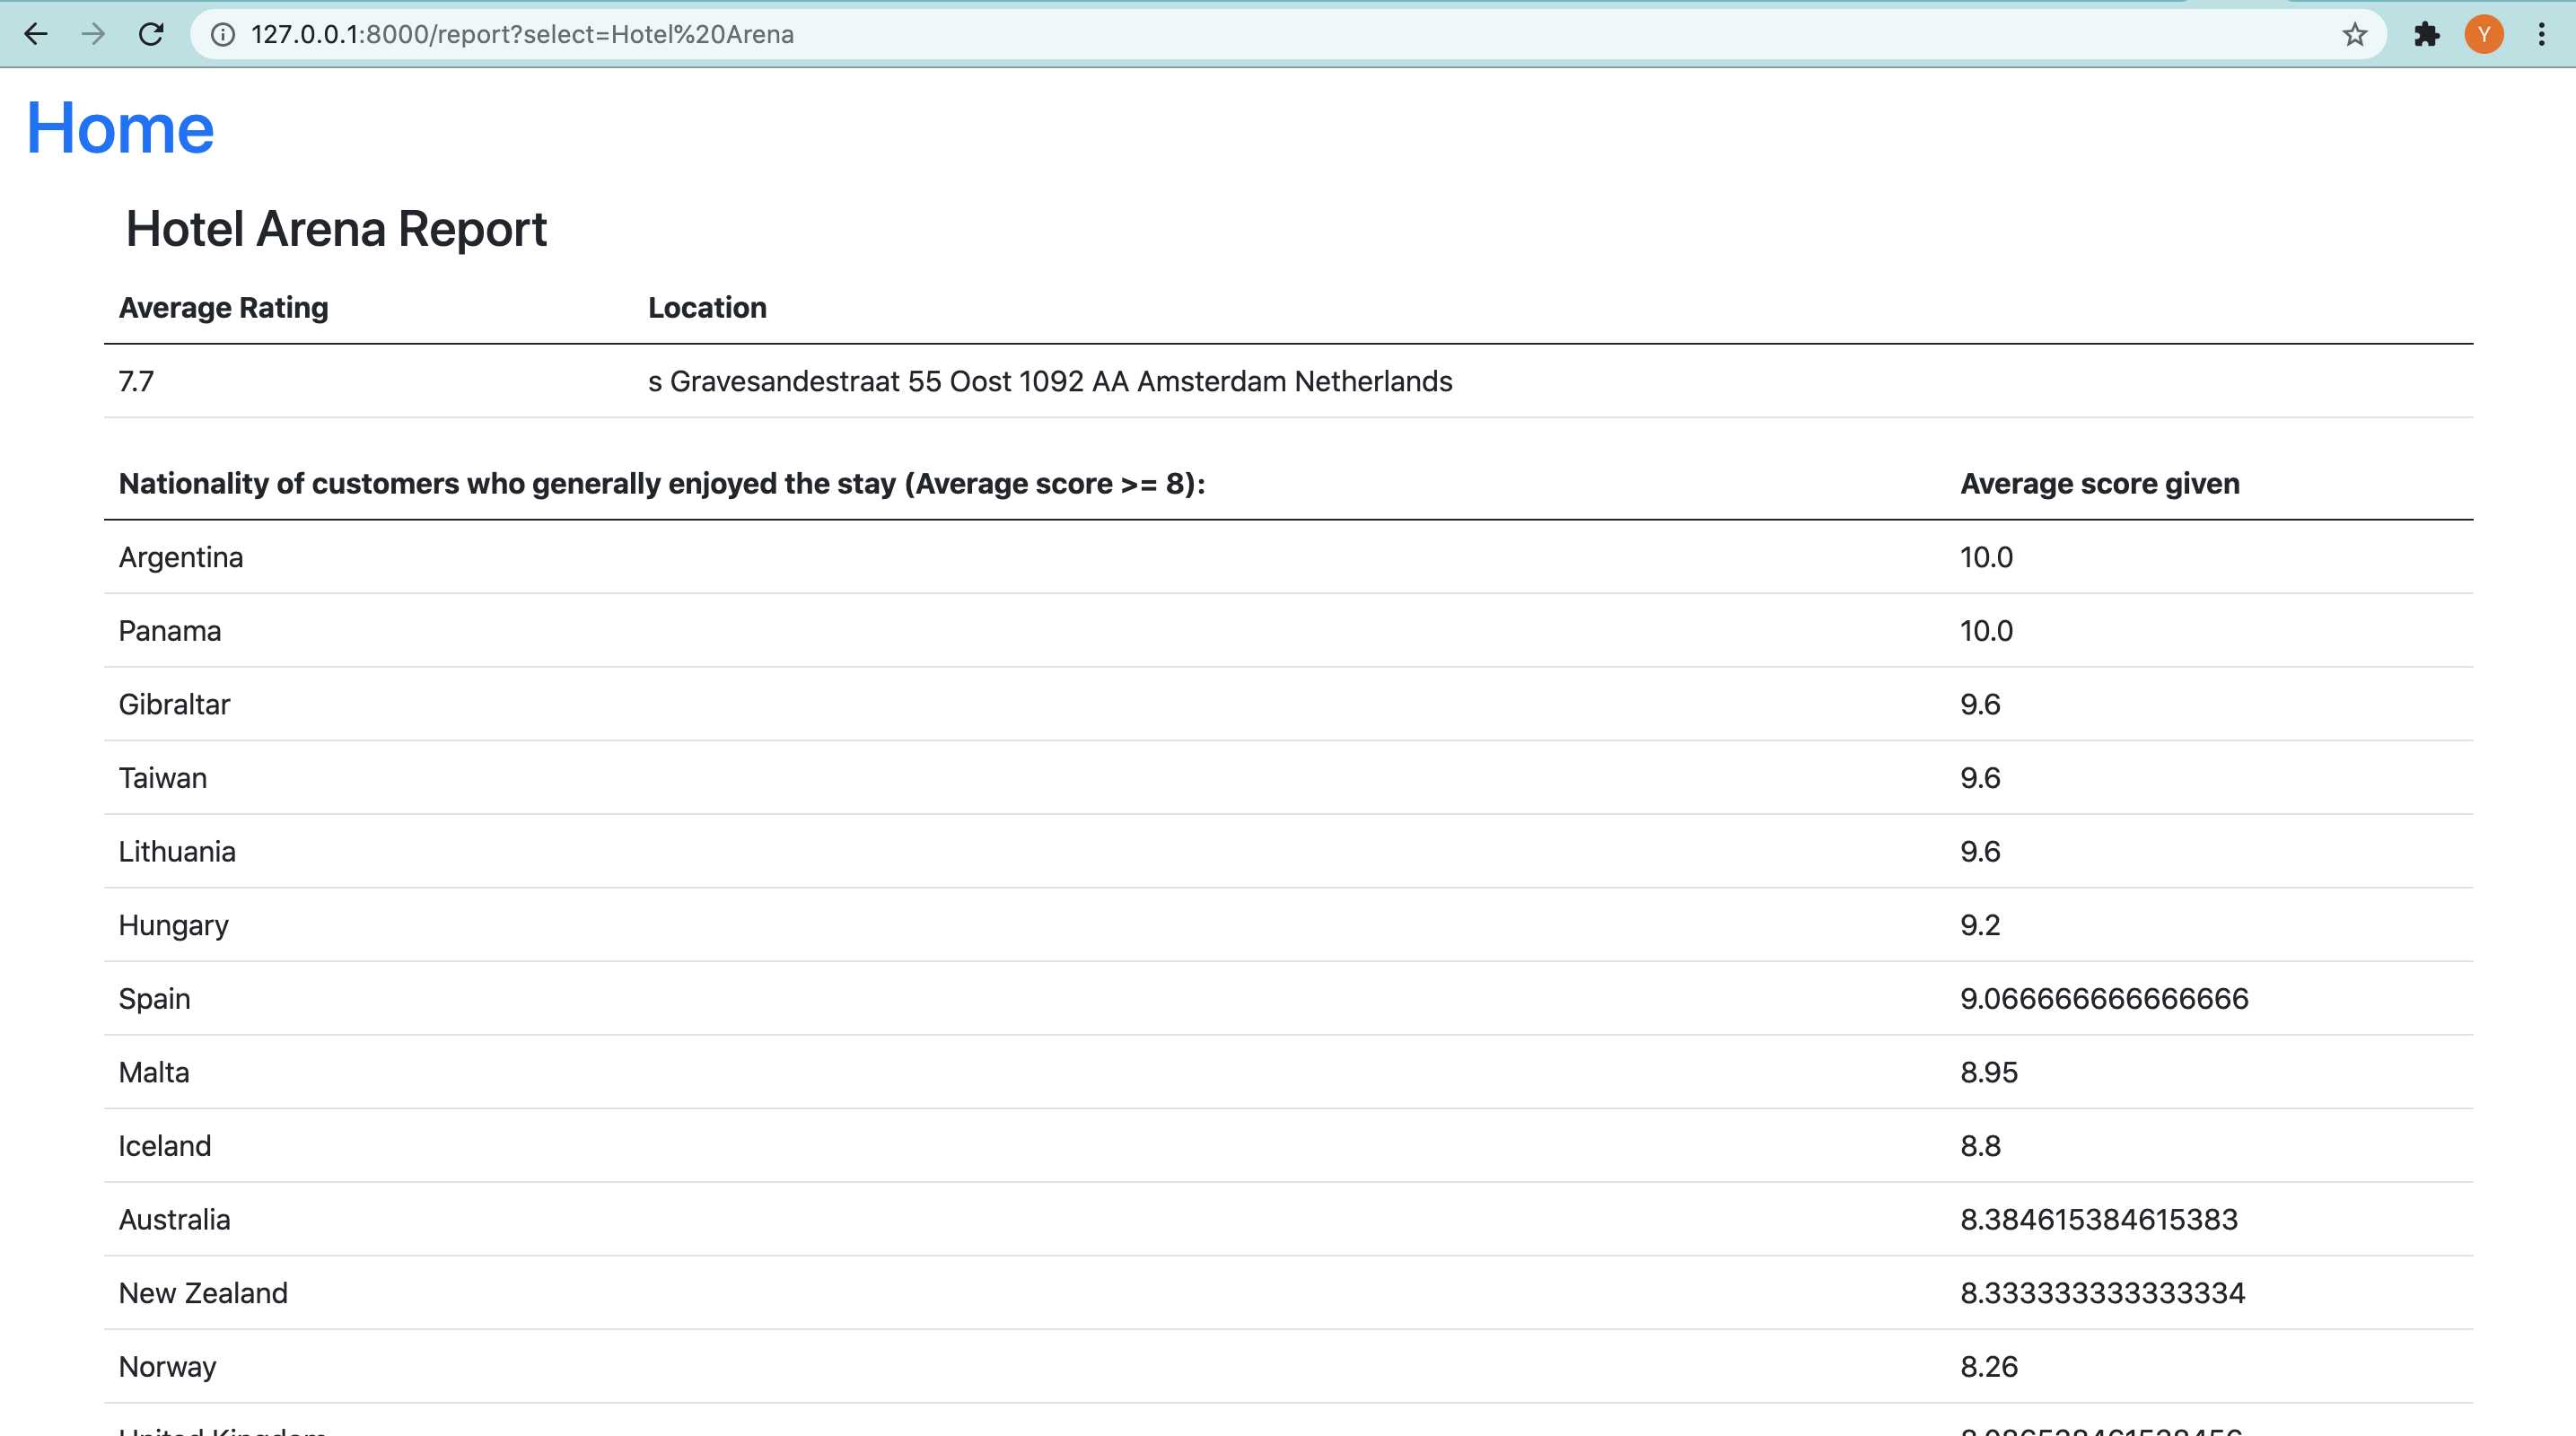 127.0.0.1:8000/report?select=Hotel%20Arena
Y
Home
Hotel Arena Report
Average Rating Location
7.7 s Gravesandestraat 55 Oost 1092 AA Amsterdam Netherlands
Nationality of customers who generally enjoyed the stay (Average score >= 8): Average score given
Argentina 10.0
Panama 10.0
Gibraltar 9.6
Taiwan 9.6
Lithuania 9.6
Hungary 9.2
Spain 9.066666666666666
Malta 8.95
Iceland 8.8
Australia 8.384615384615383
New Zealand 8.333333333333334
Norway 8.26
United Kingdom